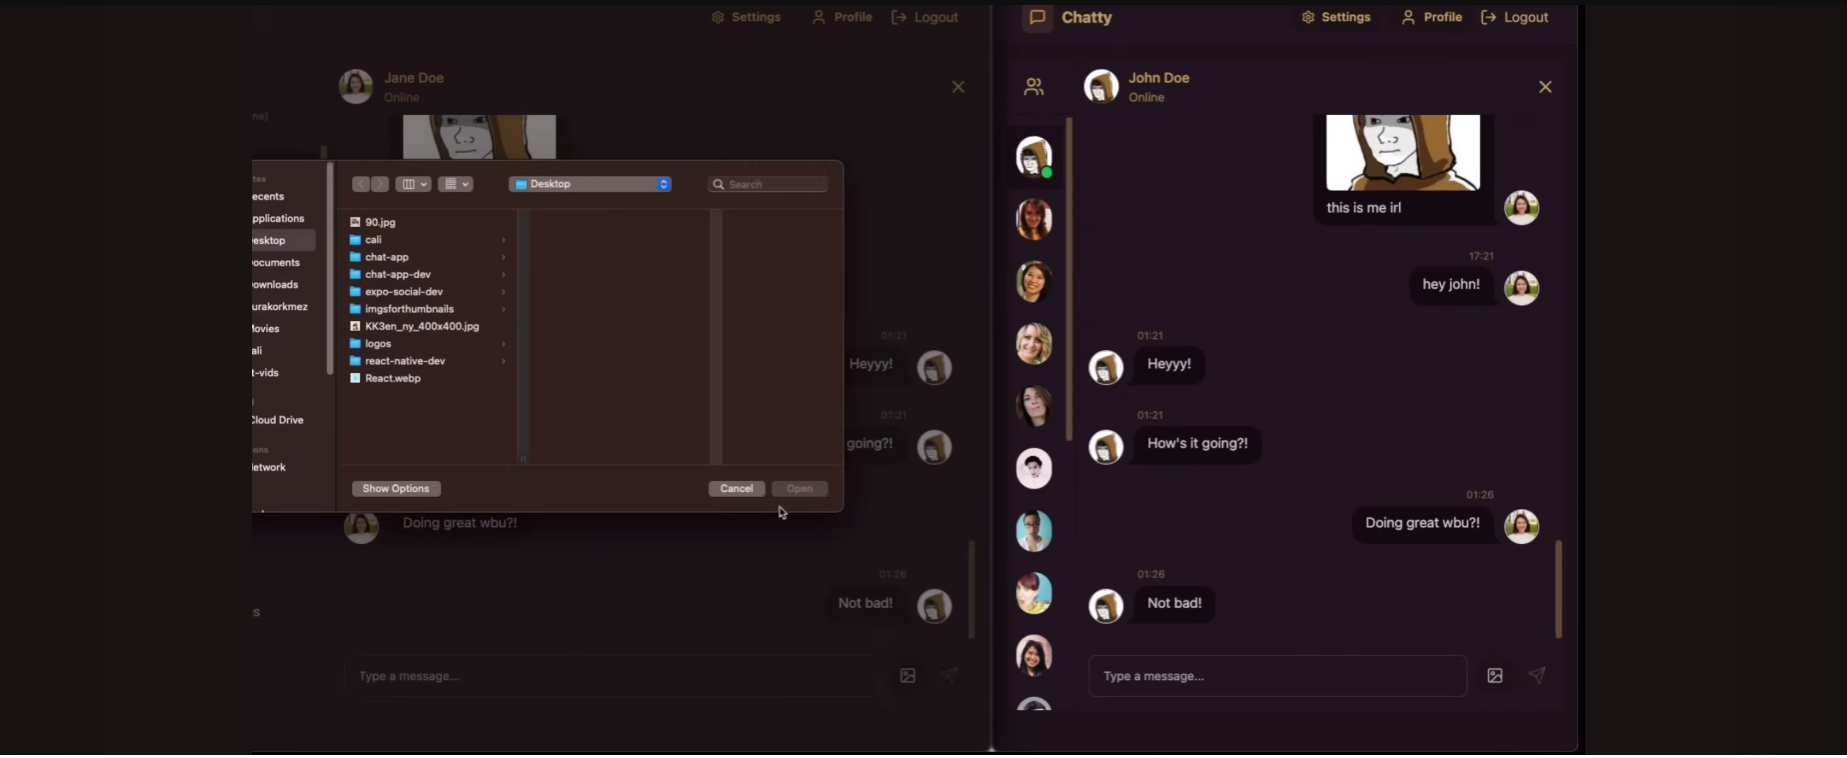 Settings
Profile
Logout
Jane Doe
Online
me)
tes
ecents
pplications
esktop
ocuments
ownloads
urakorkmez
Movies
ali
t-vids
i
Cloud Drive
ons
Network
Desktop
Search
90.jpg
cali
chat-app
chat-app-dev
expo-social-dev
imgsforthumbnails
KK3en_ny_400x400.jpg
logos
react-native-dev
React.webp
Show Options
Cancel
Open
01:21
Heyyy!
01:21
going?!
Doing great wbu?!
01:26
Not bad!
s
Type a message...
Chatty
Settings
Profile
Logout
John Doe
Online
this is me irl
17:21
hey john!
01:21
Heyyy!
01:21
How's it going?!
01:26
Doing great wbu?!
01:26
Not bad!
Type a message...